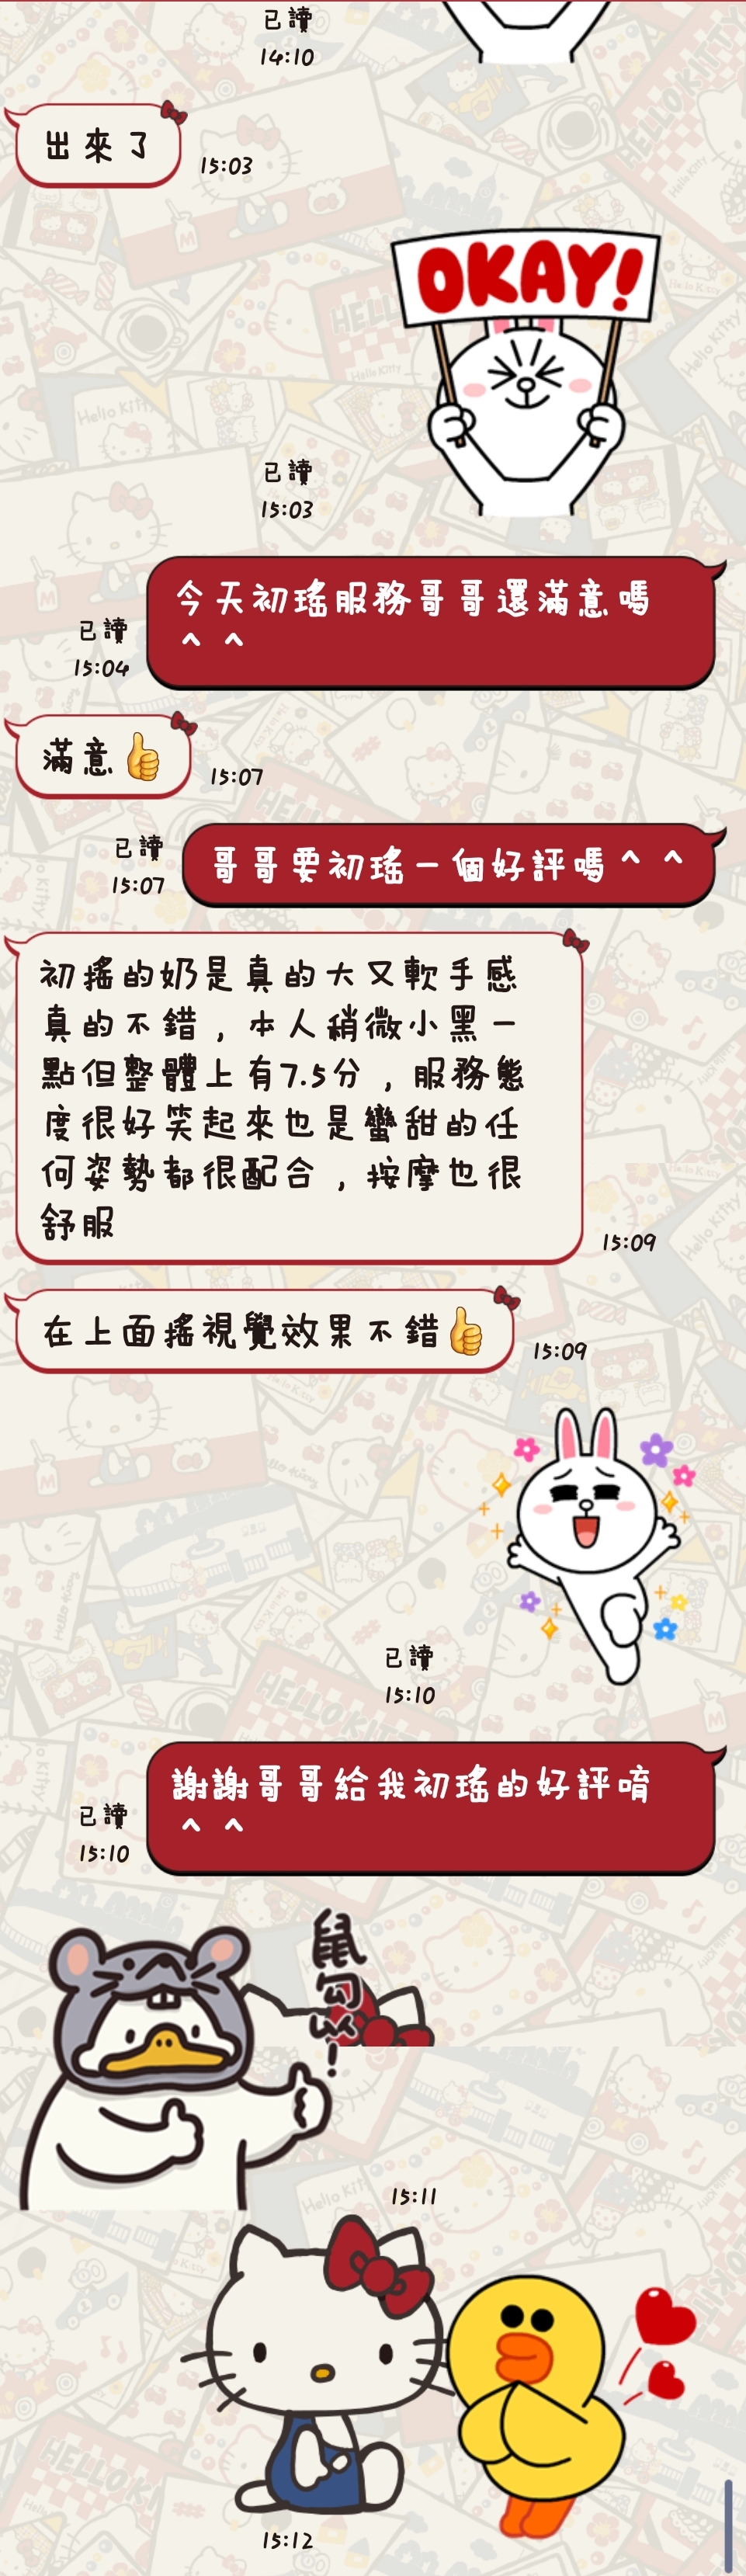 已讀
14:10
出來了
15:03
OKAY!
已讀
15:03
今天初瑤服務哥哥還滿意嗎
^ ^
已讀
15:04
滿意👍
15:07
哥哥要初瑤一個好評嗎^ ^
已讀
15:07
初搖的奶是真的大又軟手感
真的不錯，本人稍微小黑一
點但整體上有7.5分，服務態
度很好笑起來也是蠻甜的任
何姿勢都很配合，按摩也很
舒服
15:09
在上面搖視覺效果不錯👍
15:09
已讀
15:10
謝謝哥哥給我初瑤的好評唷
^ ^
已讀
15:10
鼠勾以!
15:11
15:12